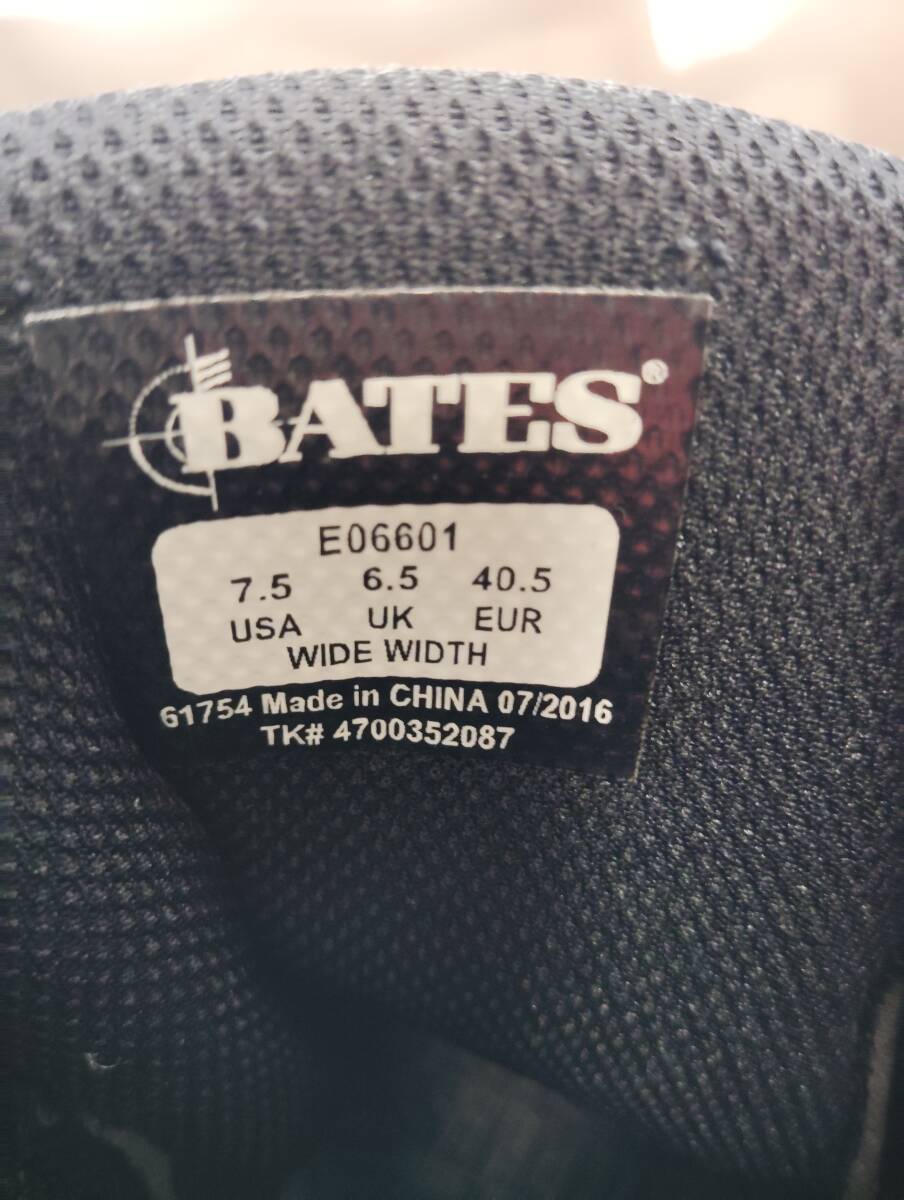 BATES®
E06601
7.5 6.5 40.5
USA UK EUR
WIDE WIDTH
61754 Made in CHINA 07/2016
TK# 4700352087